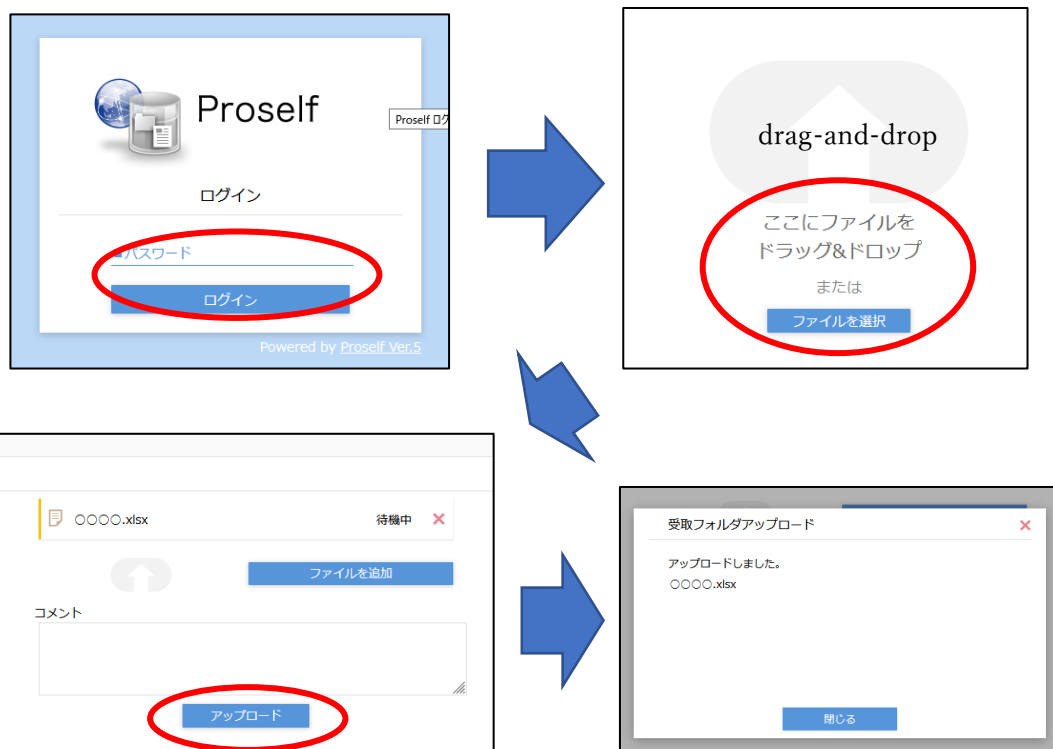 Proself
Proself ログ
ログイン
パスワード
ログイン
Powered by Proself Ver.5
drag-and-drop
ここにファイルを
ドラッグ&ドロップ
または
ファイルを選択
○○○○.xlsx 待機中
ファイルを追加
コメント
アップロード
受取フォルダアップロード
アップロードしました。
○○○○.xlsx
閉じる